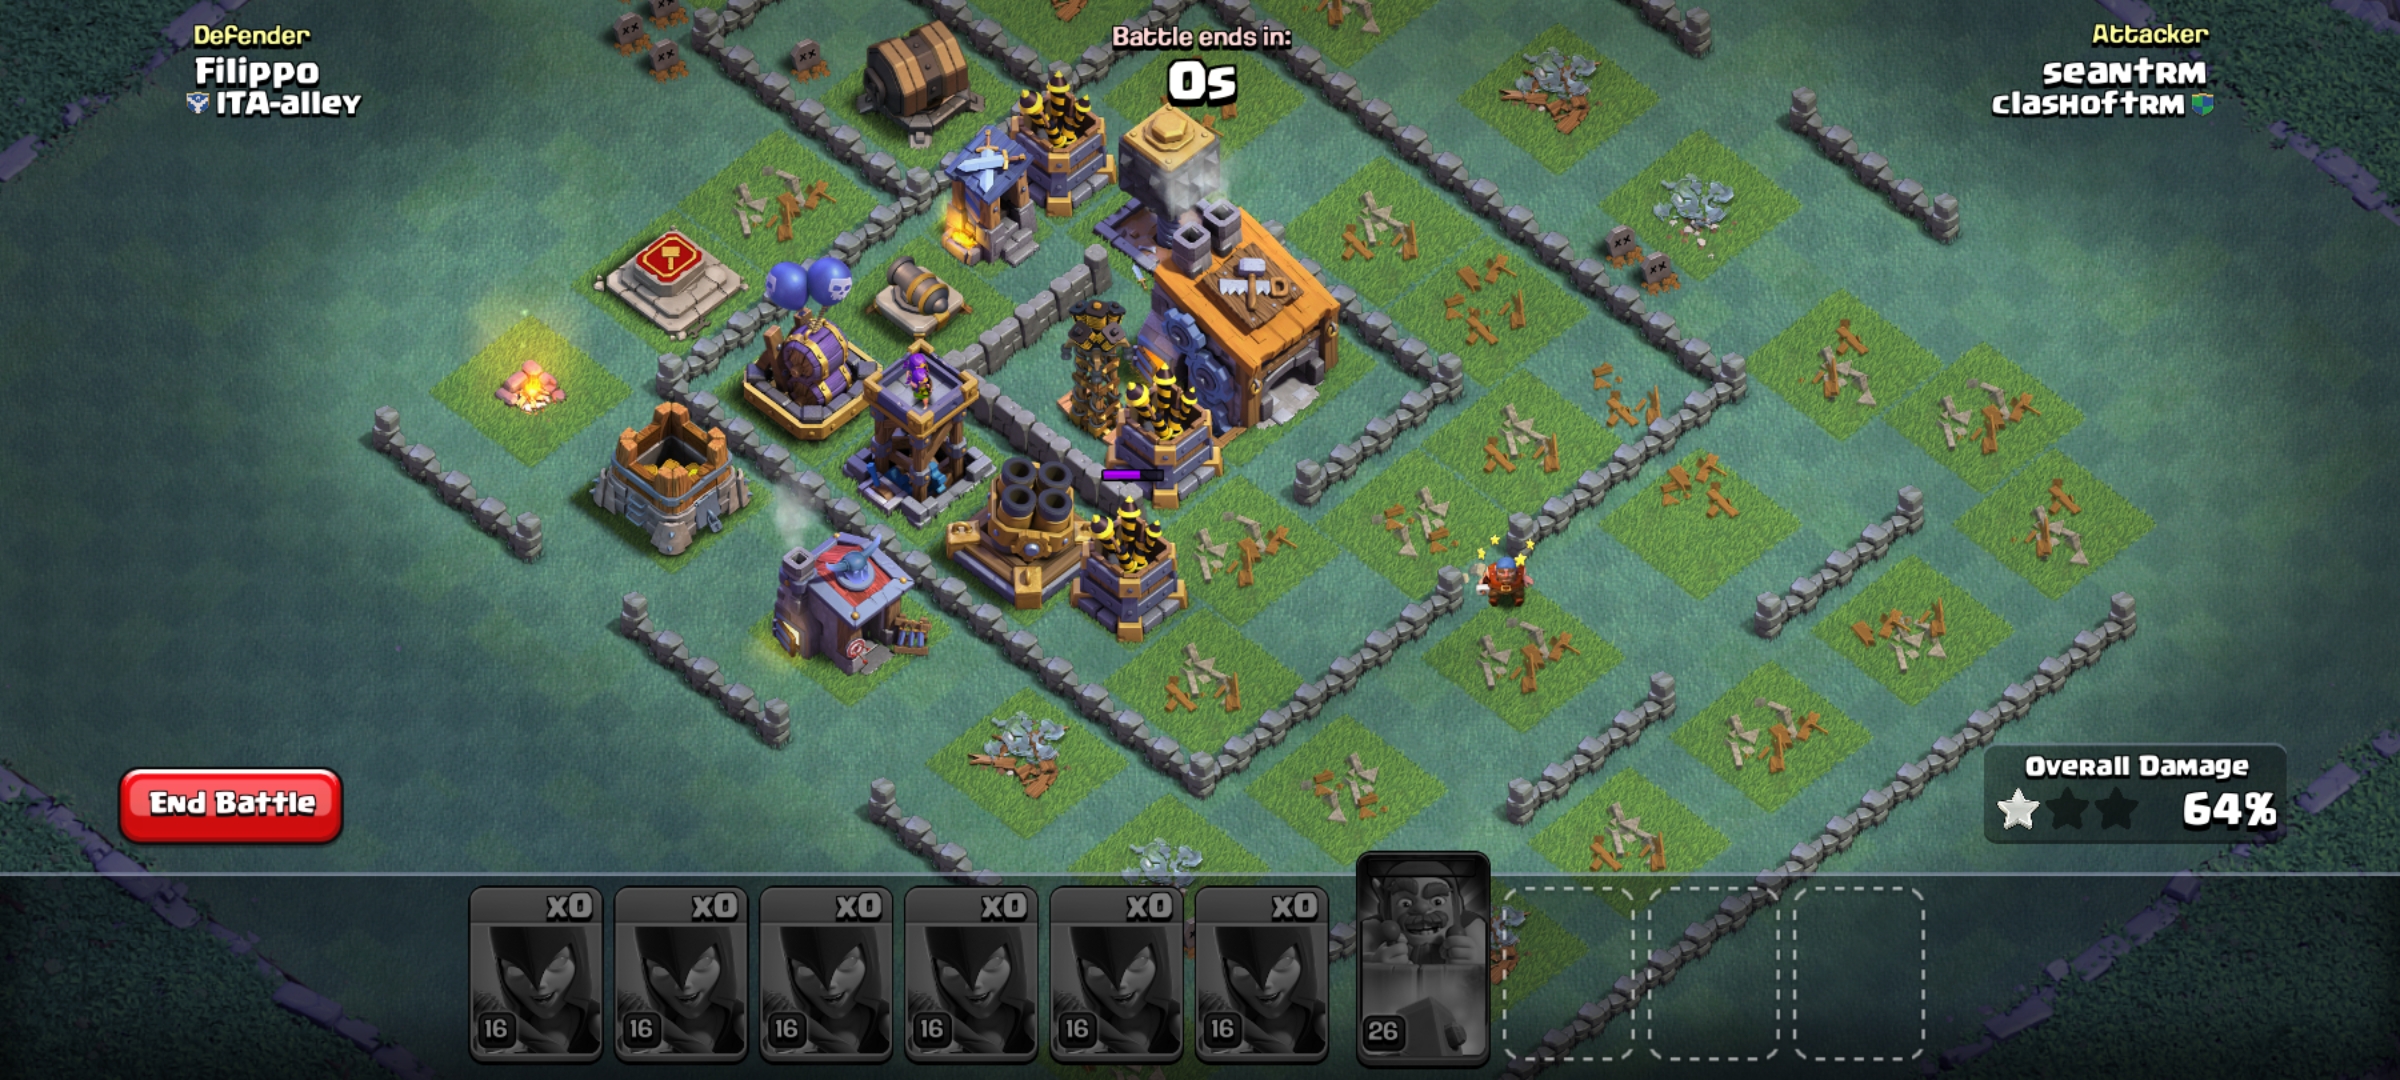 Defender
Filippo
ITA-alley
Battle ends in:
0s
Attacker
seantrm
clashoftrm
End Battle
Overall Damage
64%
x0
x0
x0
x0
x0
x0
16
16
16
16
16
16
26